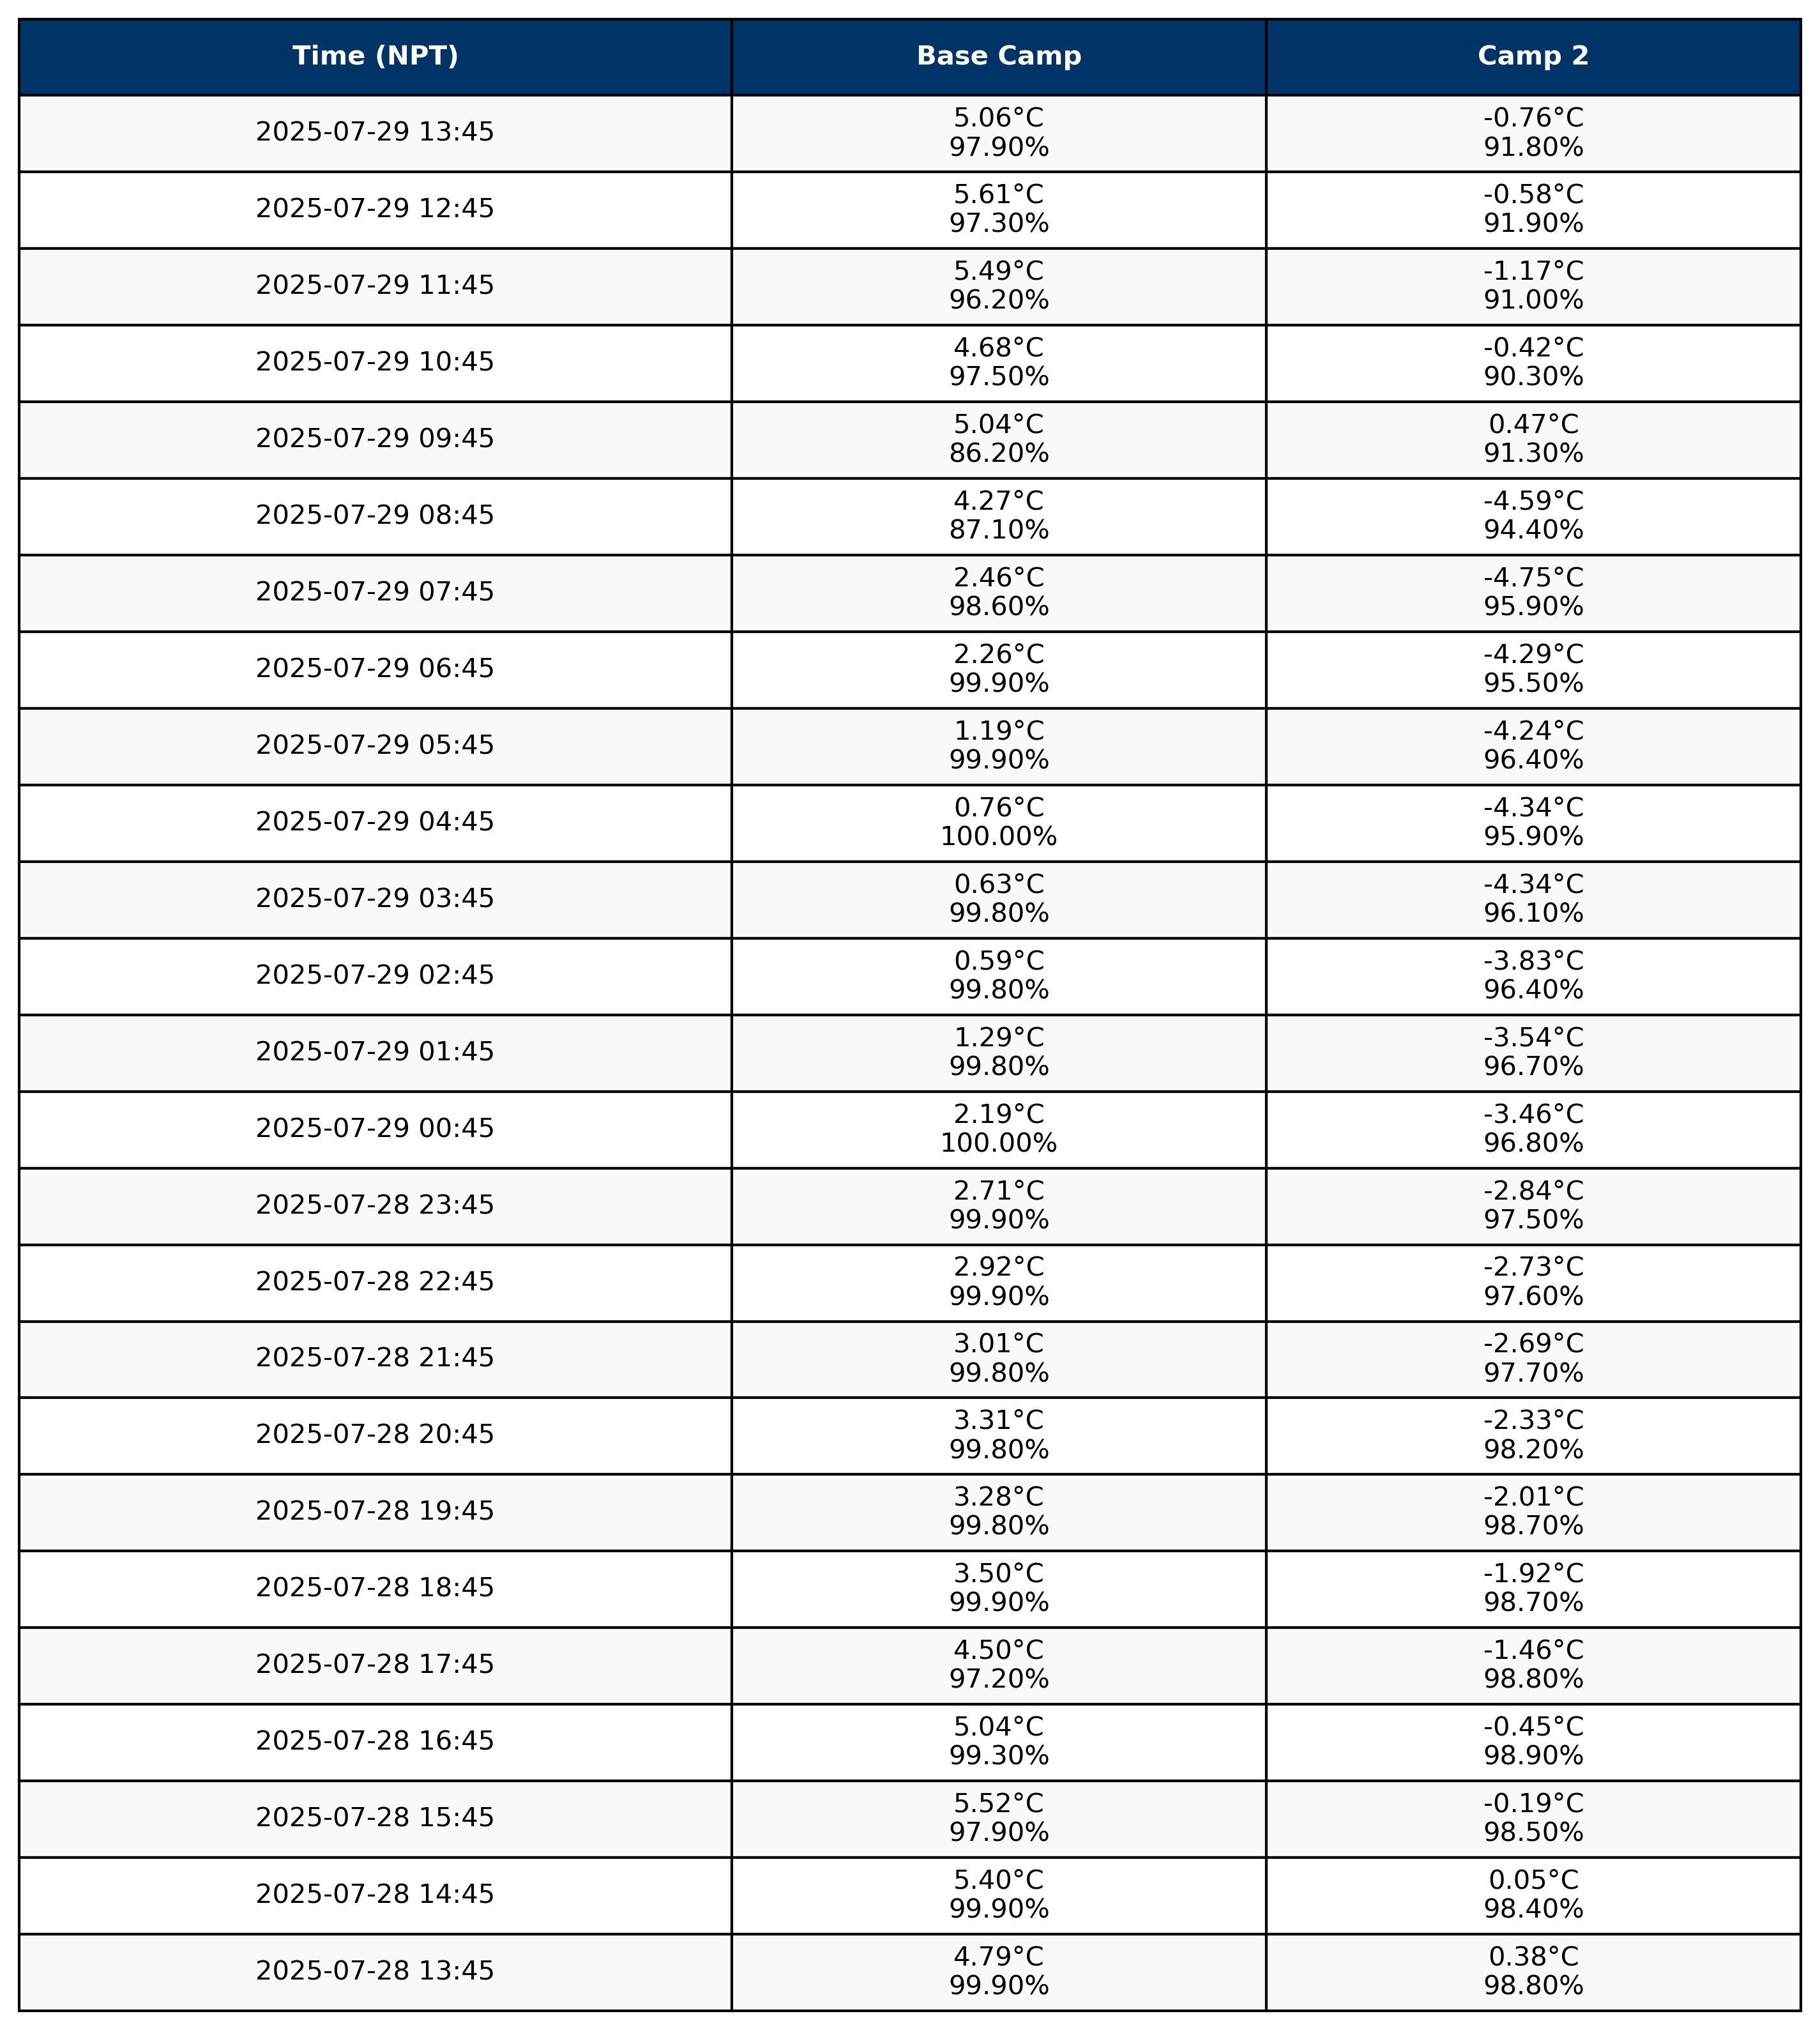 Time (NPT) Base Camp Camp 2
2025-07-29 13:45 5.06°C -0.76°C
97.90% 91.80%
2025-07-29 12:45 5.61°C -0.58°C
97.30% 91.90%
2025-07-29 11:45 5.49°C -1.17°C
96.20% 91.00%
2025-07-29 10:45 4.68°C -0.42°C
97.50% 90.30%
2025-07-29 09:45 5.04°C 0.47°C
86.20% 91.30%
2025-07-29 08:45 4.27°C -4.59°C
87.10% 94.40%
2025-07-29 07:45 2.46°C -4.75°C
98.60% 95.90%
2025-07-29 06:45 2.26°C -4.29°C
99.90% 95.50%
2025-07-29 05:45 1.19°C -4.24°C
99.90% 96.40%
2025-07-29 04:45 0.76°C -4.34°C
100.00% 95.90%
2025-07-29 03:45 0.63°C -4.34°C
99.80% 96.10%
2025-07-29 02:45 0.59°C -3.83°C
99.80% 96.40%
2025-07-29 01:45 1.29°C -3.54°C
99.80% 96.70%
2025-07-29 00:45 2.19°C -3.46°C
100.00% 96.80%
2025-07-28 23:45 2.71°C -2.84°C
99.90% 97.50%
2025-07-28 22:45 2.92°C -2.73°C
99.90% 97.60%
2025-07-28 21:45 3.01°C -2.69°C
99.80% 97.70%
2025-07-28 20:45 3.31°C -2.33°C
99.80% 98.20%
2025-07-28 19:45 3.28°C -2.01°C
99.80% 98.70%
2025-07-28 18:45 3.50°C -1.92°C
99.90% 98.70%
2025-07-28 17:45 4.50°C -1.46°C
97.20% 98.80%
2025-07-28 16:45 5.04°C -0.45°C
99.30% 98.90%
2025-07-28 15:45 5.52°C -0.19°C
97.90% 98.50%
2025-07-28 14:45 5.40°C 0.05°C
99.90% 98.40%
2025-07-28 13:45 4.79°C 0.38°C
99.90% 98.80%